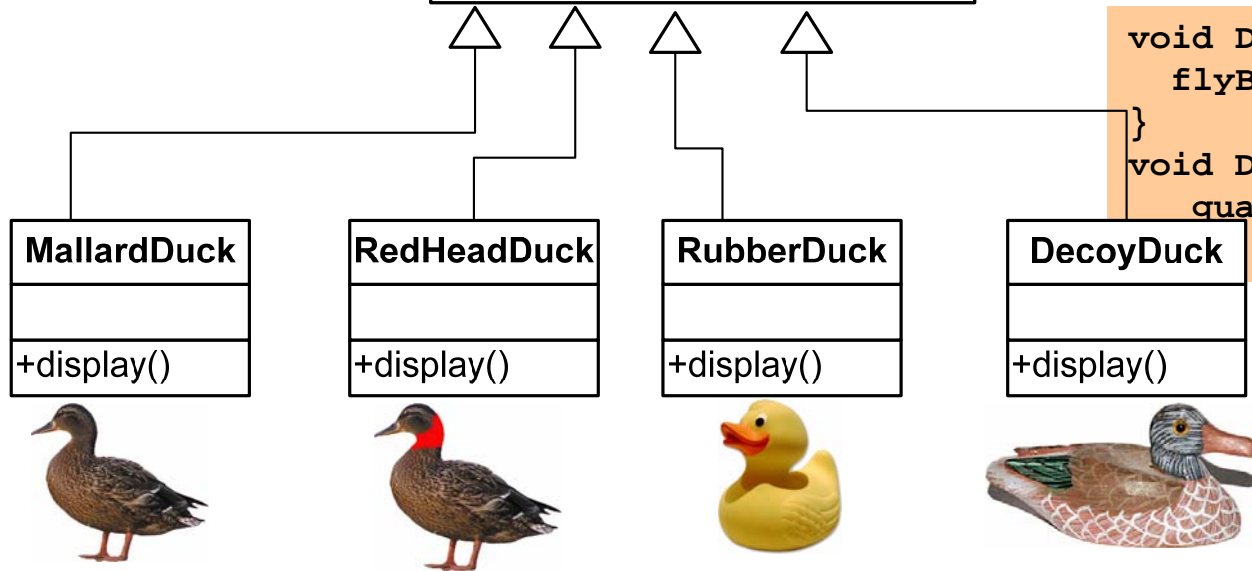 void D
flyB
}
void D
qua
MallardDuck
+display()
RedHeadDuck
+display()
RubberDuck
+display()
DecoyDuck
+display()